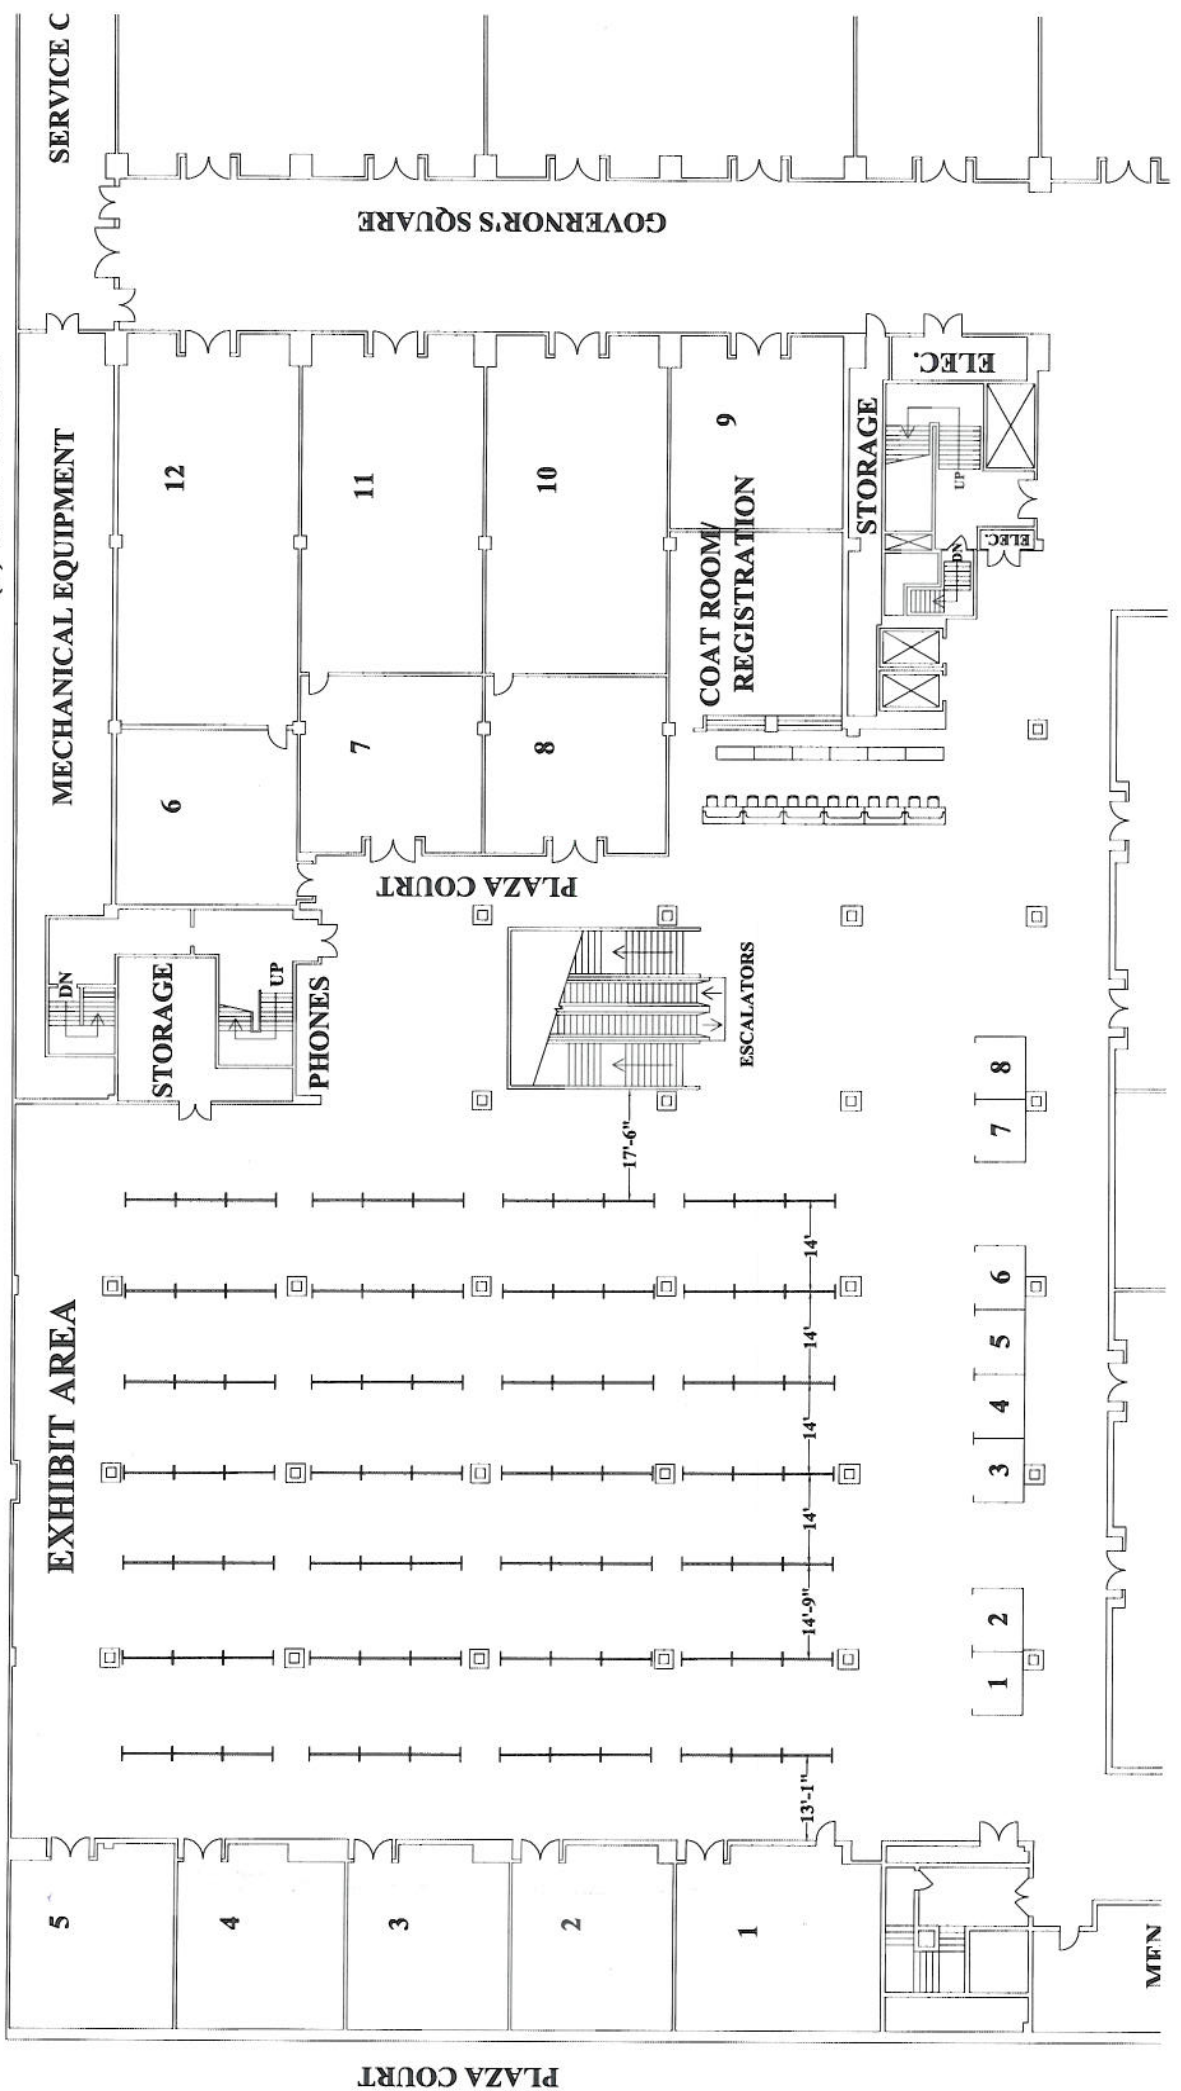 SERVICE C
GOVERNOR'S SQUARE
MECHANICAL EQUIPMENT
12
11
10
9
ELEC.
STORAGE
UP
ELEC.
DN
COAT ROOM/
REGISTRATION
6
7
8
PLAZA COURT
DN
STORAGE
UP
PHONES
ESCALATORS
17'-6"
EXHIBIT AREA
14'
14'
14'
14'
14'-9"
13'-1"
8
7
6
5
4
3
2
1
5
4
3
2
1
MEN
PLAZA COURT